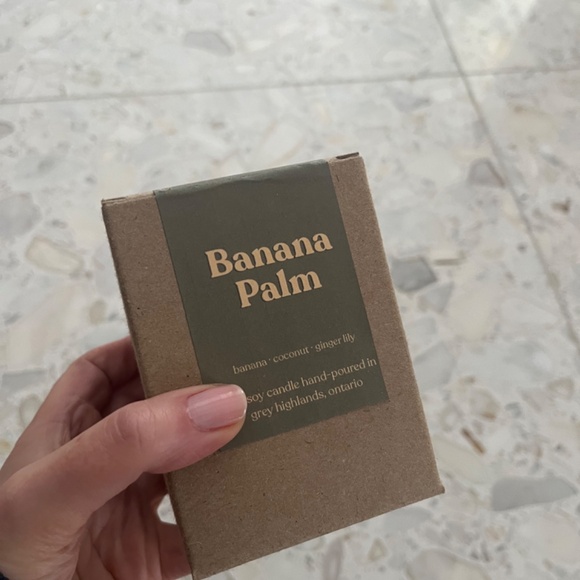 Banana
Palm
banana · coconut · ginger lily
soy candle hand-poured in
grey highlands, ontario